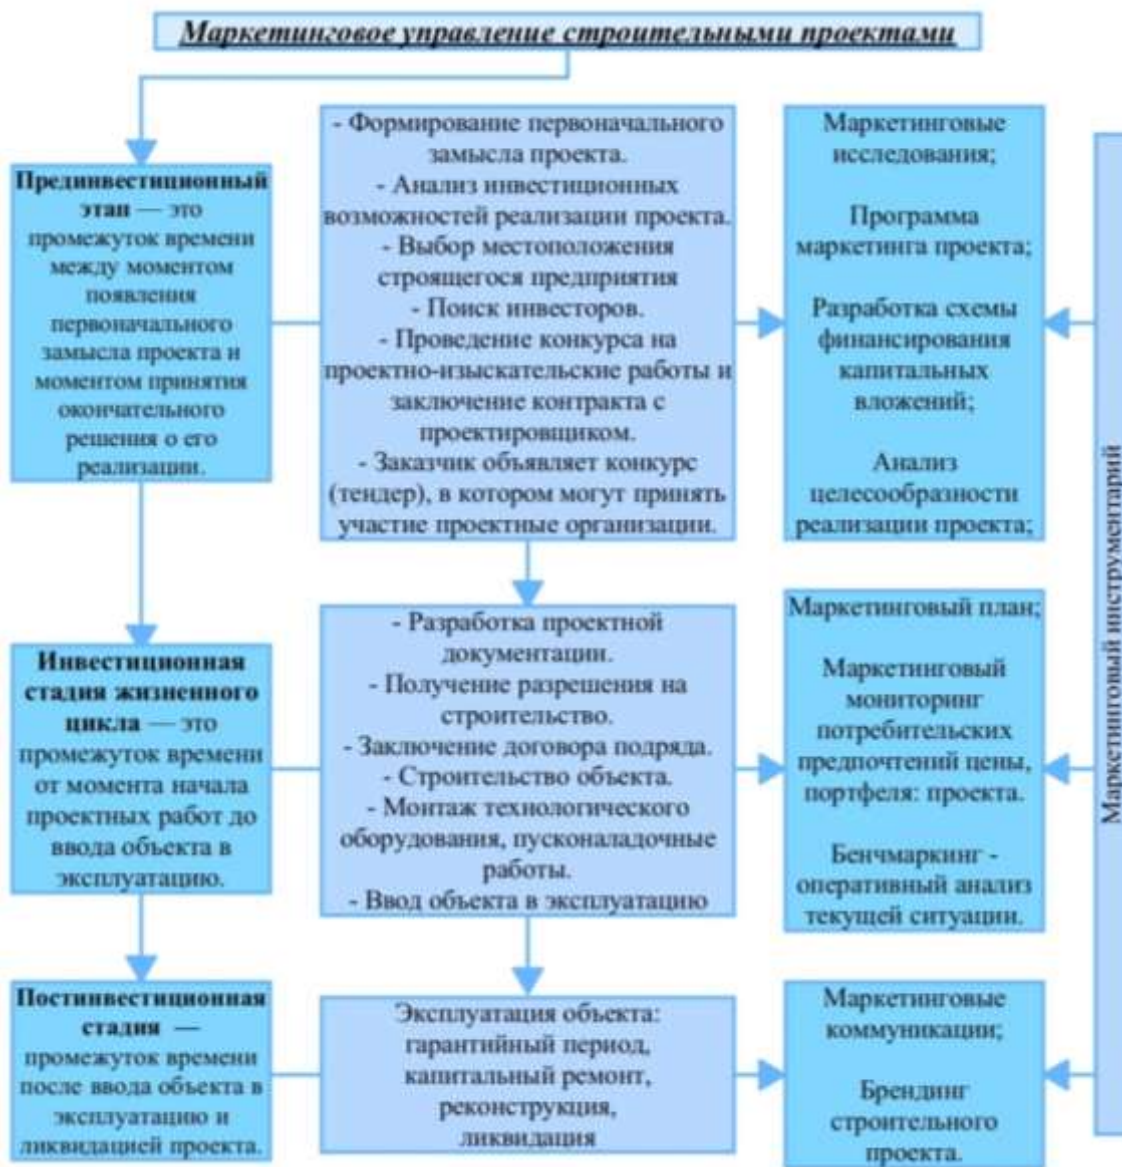 Маркетинговое управление строительными проектами
Прединвестиционный
этап — это
промежуток времени
между моментом
появления
первоначального
замысла проекта и
моментом принятия
окончательного
решения о его
реализации.
- Формирование первоначального
замысла проекта.
- Анализ инвестиционных
возможностей реализации проекта.
- Выбор местоположения
строящегося предприятия
- Поиск инвесторов.
- Проведение конкурса на
проектно-изыскательские работы и
заключение контракта с
проектировщиком.
- Заказчик объявляет конкурс
(тендер), в котором могут принять
участие проектные организации.
Маркетинговые
исследования;
Программа
маркетинга проекта;
Разработка схемы
финансирования
капитальных
вложений;
Анализ
целесообразности
реализации проекта;
Инвестиционная
стадия жизненного
цикла — это
промежуток времени
от момента начала
проектных работ до
ввода объекта в
эксплуатацию.
- Разработка проектной
документации.
- Получение разрешения на
строительство.
- Заключение договора подряда.
- Строительство объекта.
- Монтаж технологического
оборудования, пусконаладочные
работы.
- Ввод объекта в эксплуатацию
Маркетинговый план;
Маркетинговый
мониторинг
потребительских
предпочтений цены,
портфеля: проекта.
Бенчмаркинг -
оперативный анализ
текущей ситуации.
Постинвестиционная
стадия —
промежуток времени
после ввода объекта в
эксплуатацию и
ликвидацией проекта.
Эксплуатация объекта:
гарантийный период,
капитальный ремонт,
реконструкция,
ликвидация
Маркетинговые
коммуникации;
Брендинг
строительного
проекта.
Маркетинговый инструментарий